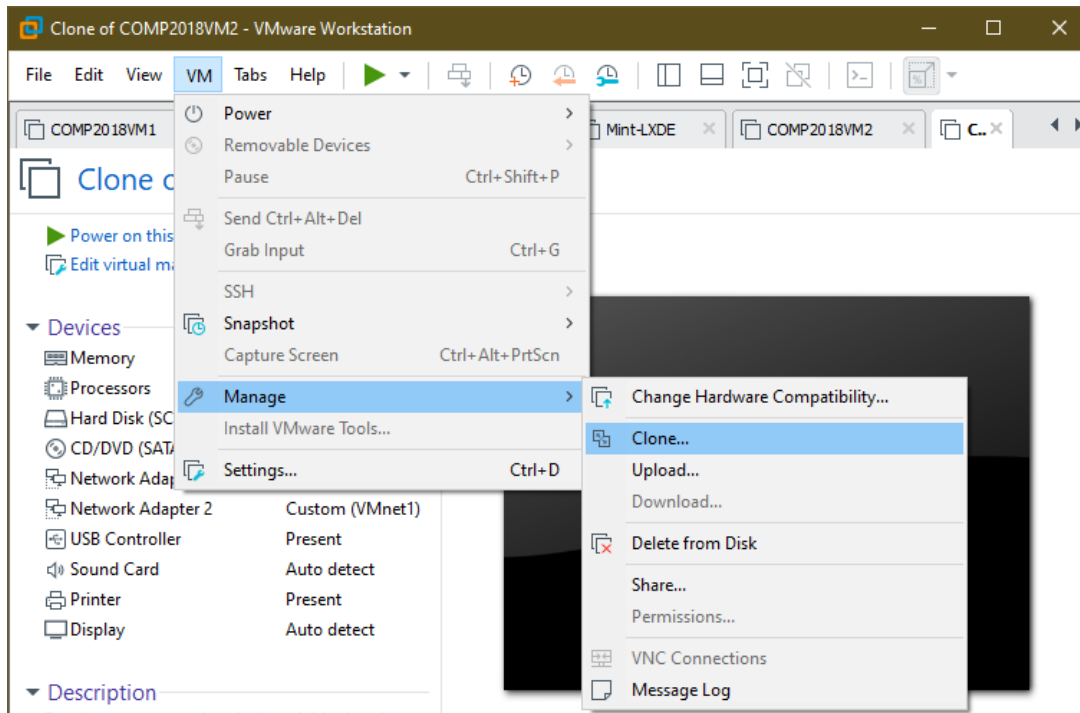 Clone of COMP2018VM2 - VMware Workstation
File Edit View VM Tabs Help
COMP2018VM1 Mint-LXDE COMP2018VM2 C..
Clone
Power on this
Edit virtual
Power
Removable Devices
Pause Ctrl+Shift+P
Send Ctrl+Alt+Del
Grab Input Ctrl+G
SSH
Snapshot
Capture Screen Ctrl+Alt+PrtScn
Manage
Install VMware Tools...
Settings... Ctrl+D
Change Hardware Compatibility...
Clone...
Upload...
Download...
Delete from Disk
Share...
Permissions...
VNC Connections
Message Log
Devices
Memory
Processors
Hard Disk (SC
CD/DVD (SATA
Network Adap
Network Adapter 2 Custom (VMnet1)
USB Controller Present
Sound Card Auto detect
Printer Present
Display Auto detect
Description